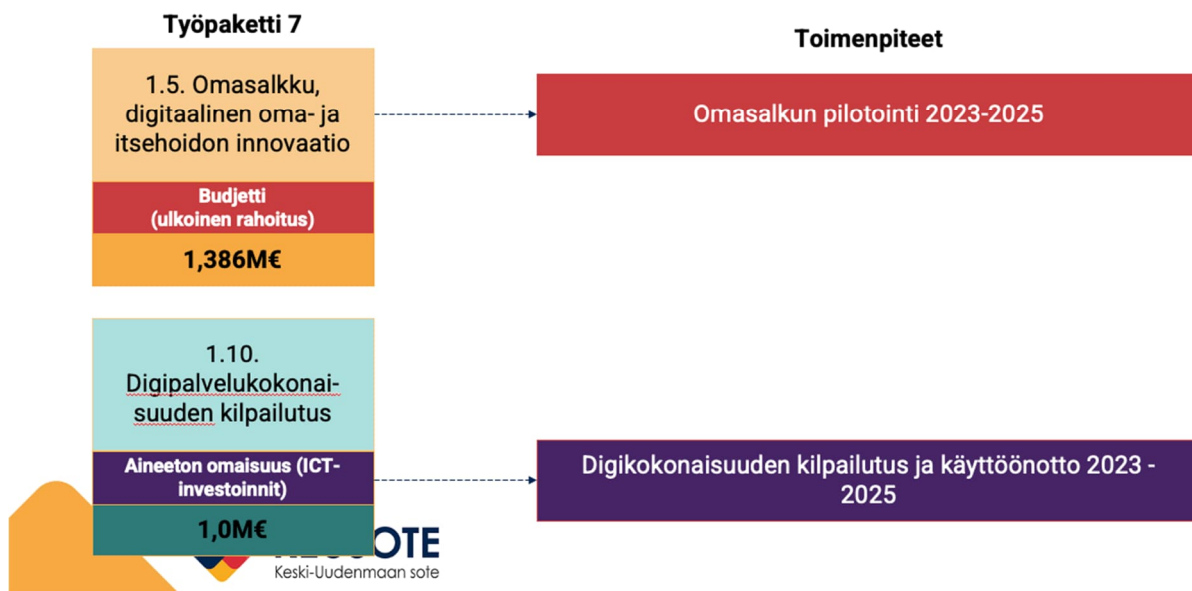 Työpaketti 7
1.5. Omasalkku,
digitaalinen oma- ja
itsehoidon innovaatio
Budjetti
(ulkoinen rahoitus)
1,386M€
Toimenpiteet
Omasalkun pilotointi 2023-2025
1.10.
Digipalvelukokonai-
suuden kilpailutus
Aineeton omaisuus (ICT-
investoinnit)
1,0M€
Digikokonaisuuden kilpailutus ja käyttöönotto 2023 -
2025
Keski-Uudenmaan sote